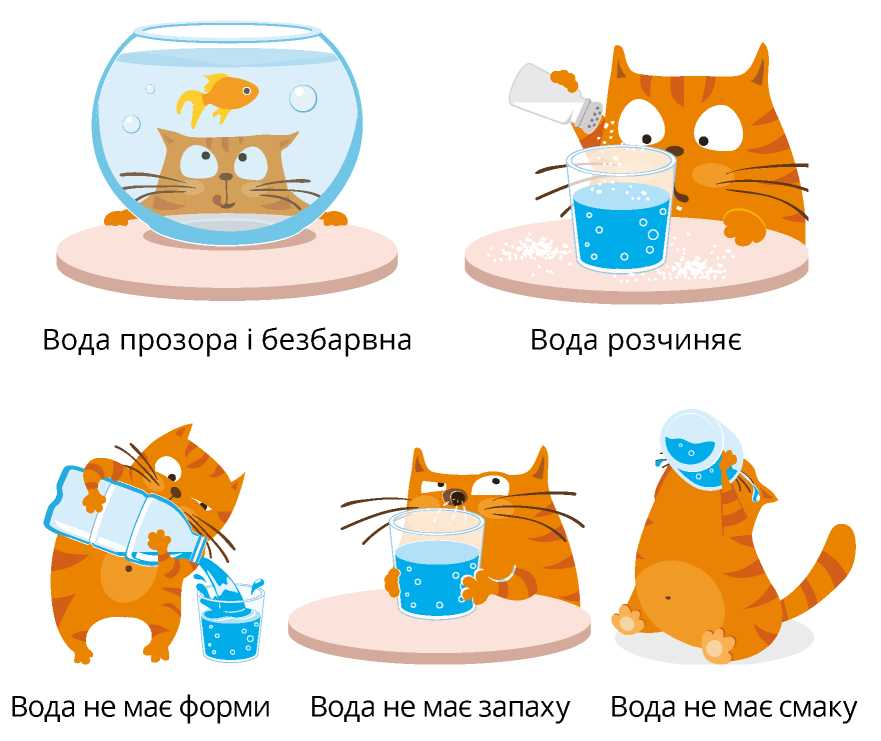 Вода прозора і безбарвна
Вода розчиняє
Вода не має форми
Вода не має запаху
Вода не має смаку